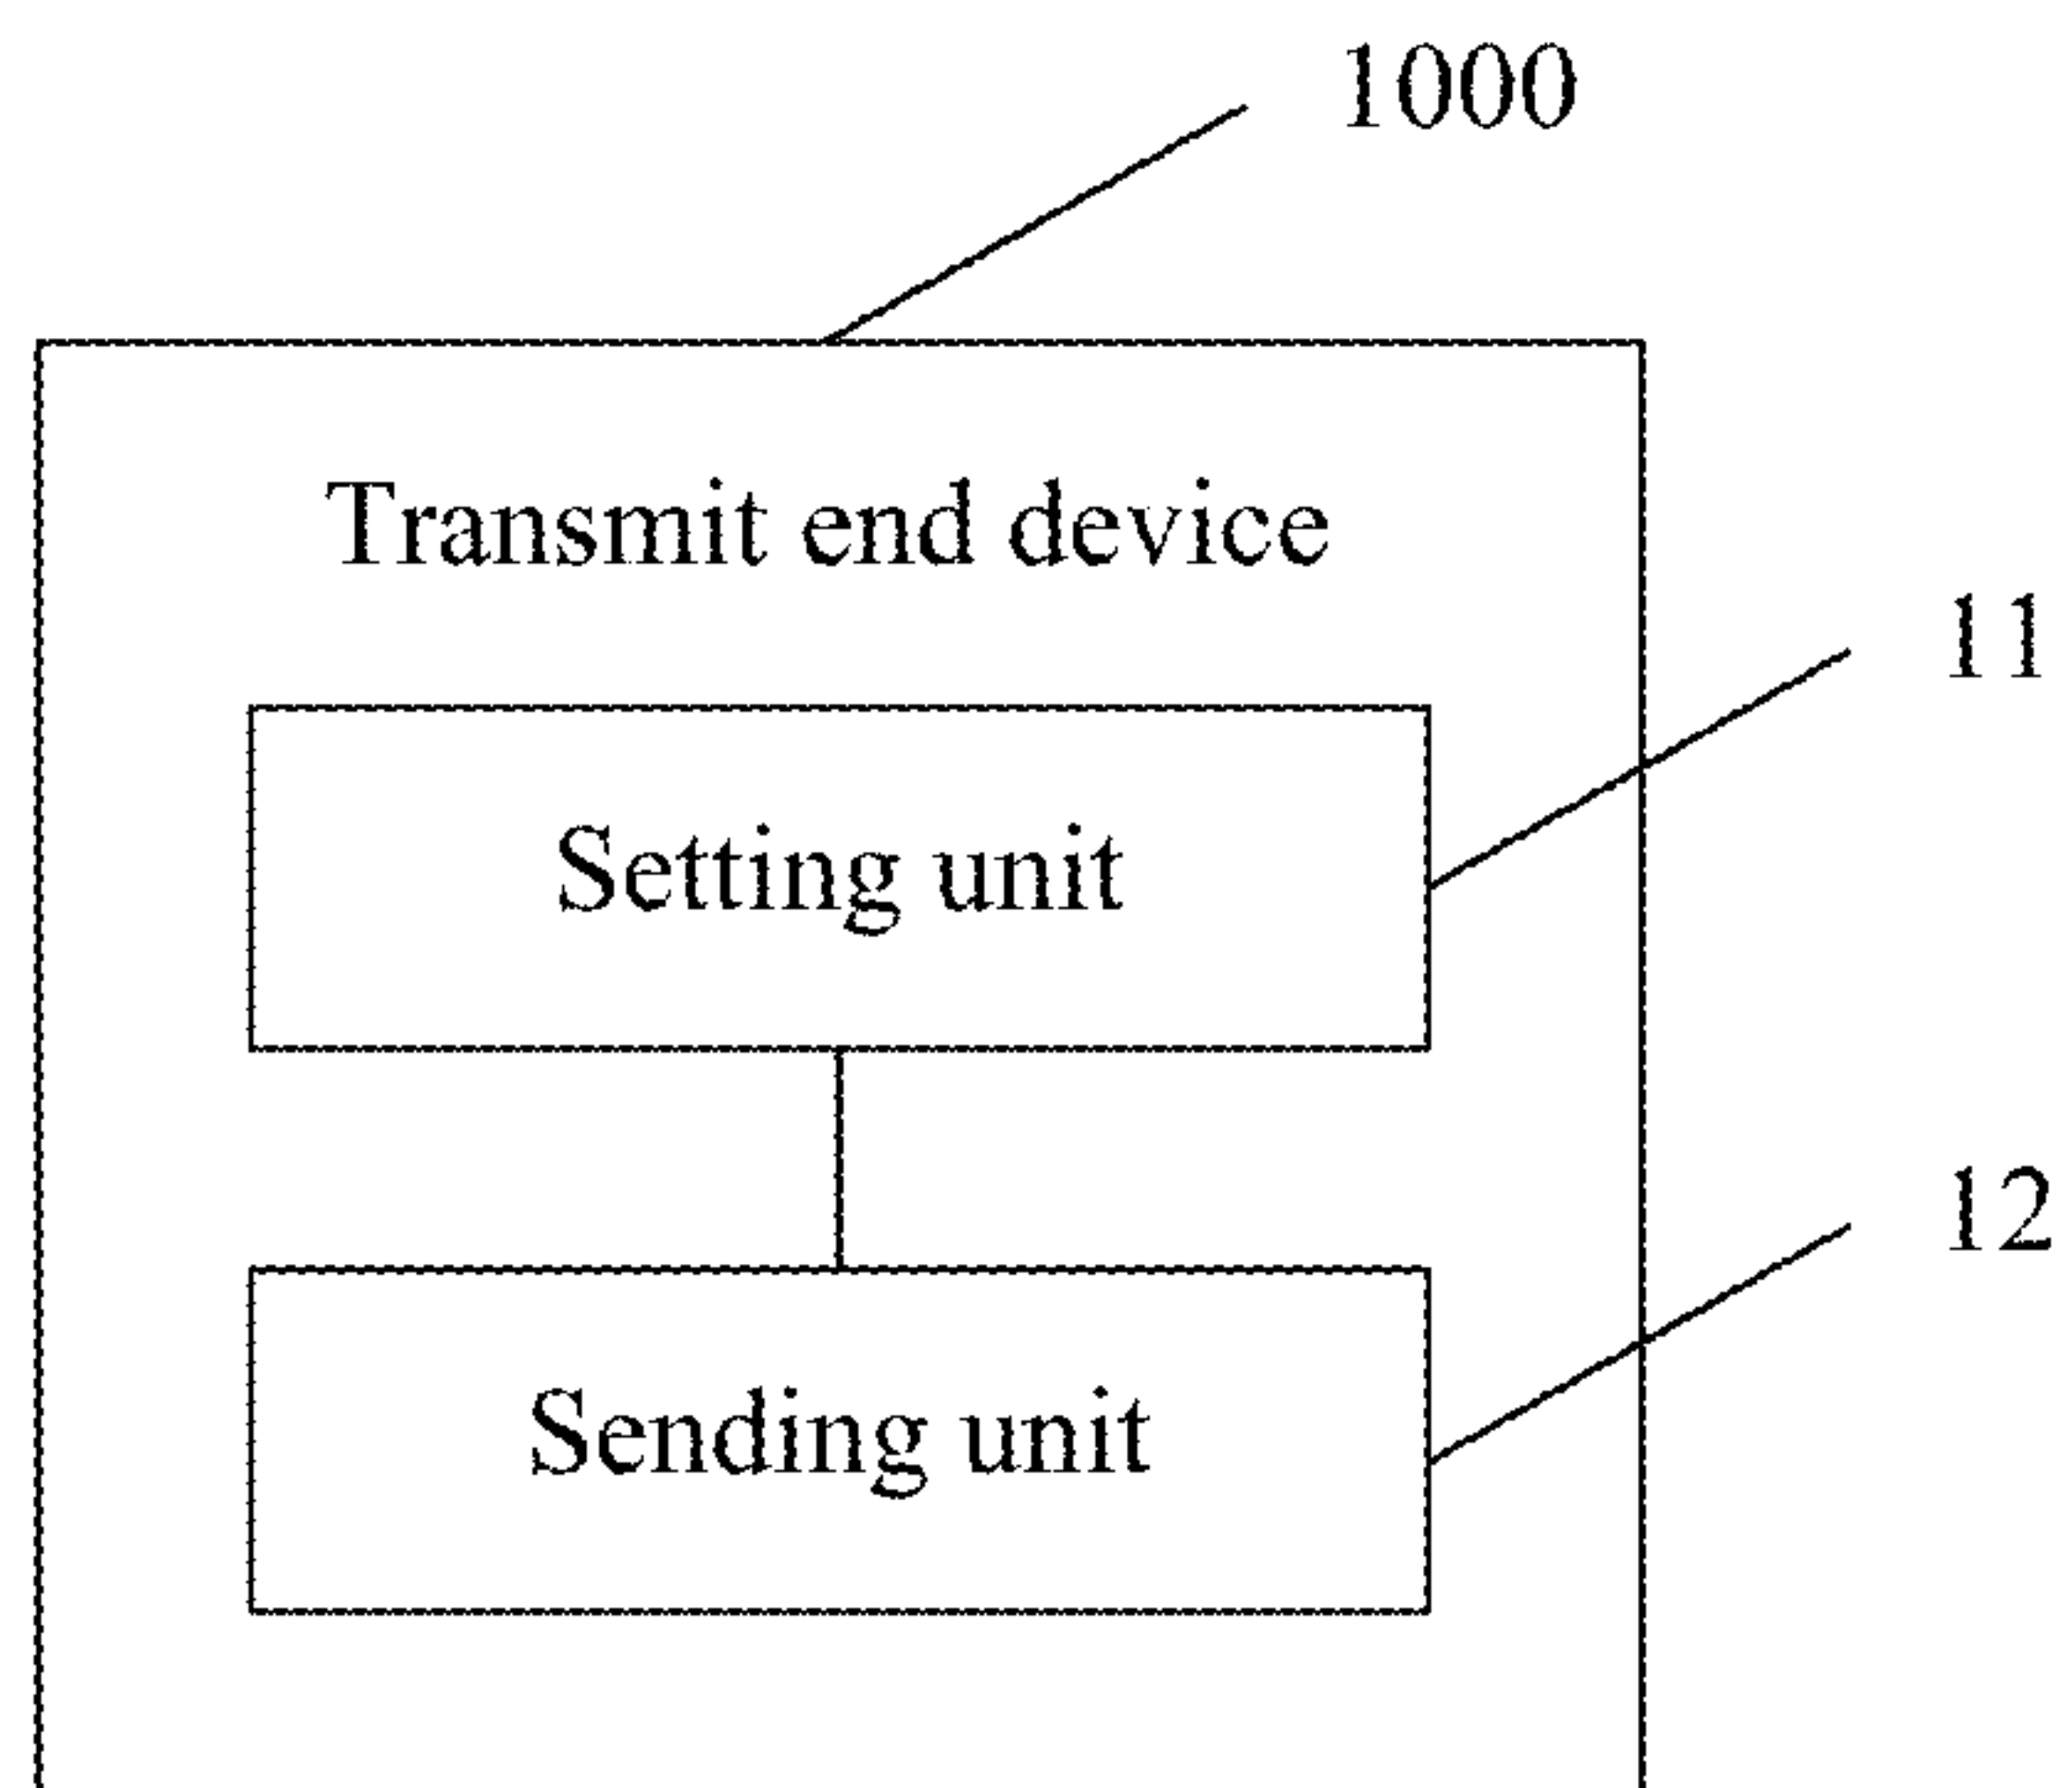 1000
Transmit end device
11
Setting unit
12
Sending unit